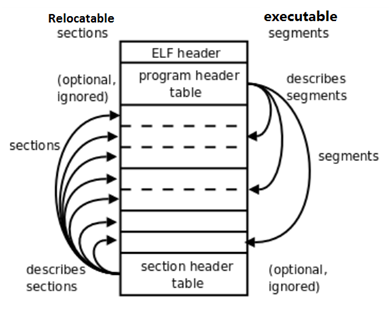 Relocatable
sections
executable
segments
ELF header
(optional,
ignored)
program header
table
describes
segments
sections
segments
describes
sections
section header
table
(optional,
ignored)